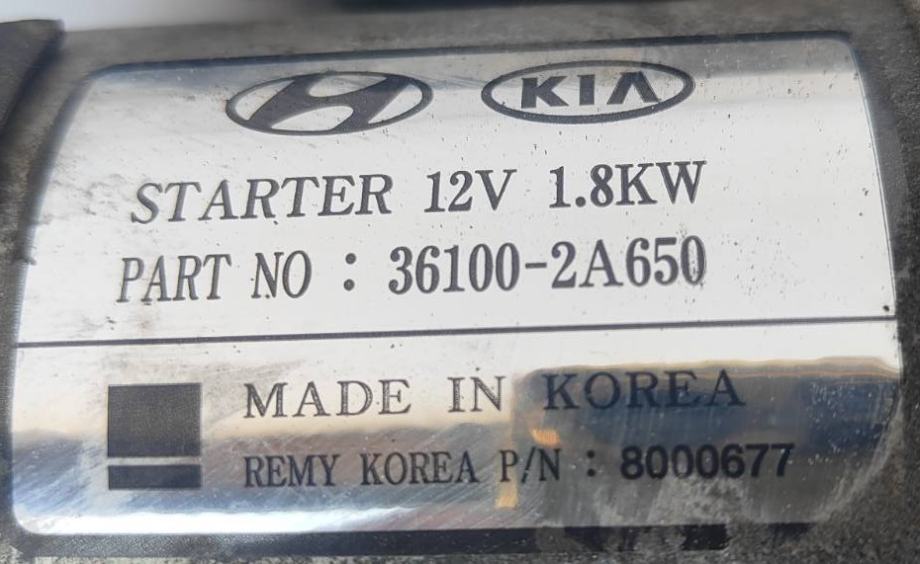 KIA
STARTER 12V 1.8KW
PART NO : 36100-2A650
MADE IN KOREA
REMY KOREA P/N : 8000677